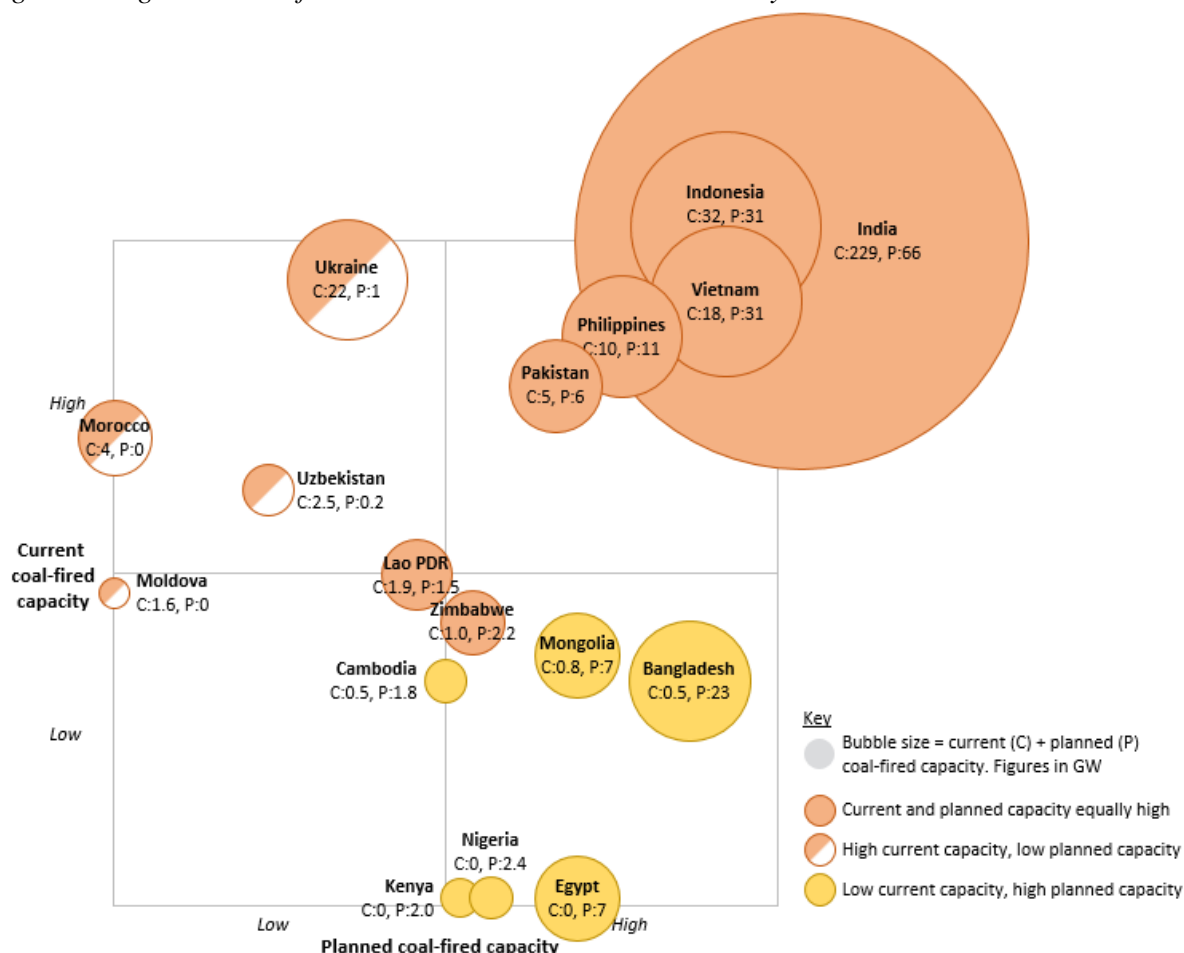 Indonesia
C:32, P:31
India
C:229, P:66
Ukraine
C:22, P:1
Vietnam
C:18, P:31
Philippines
C:10, P:11
Pakistan
C:5, P:6
High
Morocco
C:4, P:0
Uzbekistan
C:2.5, P:0.2
Current
coal-fired
capacity
Lao PDR
C:1.9, P:1.5
Moldova
C:1.6, P:0
Zimbabwe
C:1.0, P:2.2
Mongolia
C:0.8, P:7
Cambodia
C:0.5, P:1.8
Bangladesh
C:0.5, P:23
Low
Key
Bubble size = current (C) + planned (P)
coal-fired capacity. Figures in GW
Current and planned capacity equally high
High current capacity, low planned capacity
Low current capacity, high planned capacity
Nigeria
C:0, P:2.4
Kenya
C:0, P:2.0
Egypt
C:0, P:7
Low
High
Planned coal-fired capacity